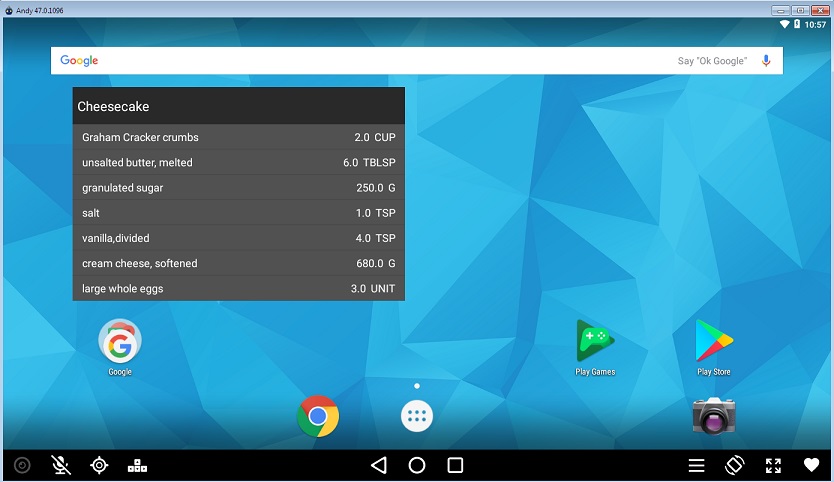 Andy 47.0.1096
10:57
Google Say "Ok Google"
Cheesecake
Graham Cracker crumbs 2.0 CUP
unsalted butter, melted 6.0 TBLSP
granulated sugar 250.0 G
salt 1.0 TSP
vanilla,divided 4.0 TSP
cream cheese, softened 680.0 G
large whole eggs 3.0 UNIT
Google Play Games Play Store